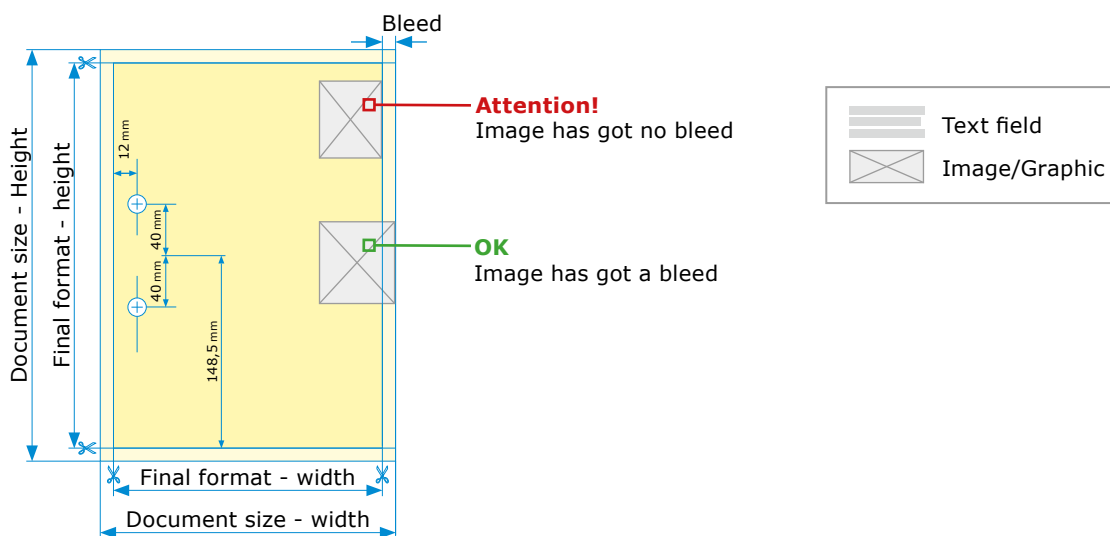 Bleed
Attention!
Image has got no bleed
Text field
Image/Graphic
12 mm
Document size - Height
Final format - height
40 mm
40 mm
OK
Image has got a bleed
148,5 mm
Final format - width
Document size - width